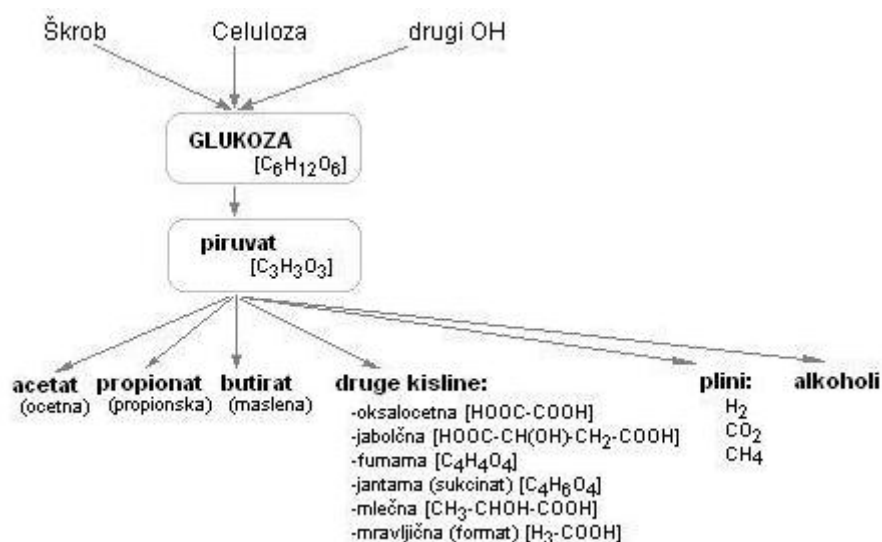 Škrob Celuloza drugi OH
GLUKOZA
[C6H12O6]
piruvat
[C3H3O3]
acetat
(ocetna)
propionat
(propionska)
butirat
(maslena)
druge kisline:
-oksalocetna [HOOC-COOH]
-jabolčna [HOOC-CH(OH)-CH2-COOH]
-fumarna [C4H4O4]
-jantarna (sukcinat) [C4H6O4]
-mlečna [CH3-CHOH-COOH]
-mravljična (format) [H3-COOH]
plini:
H2
CO2
CH4
alkoholi